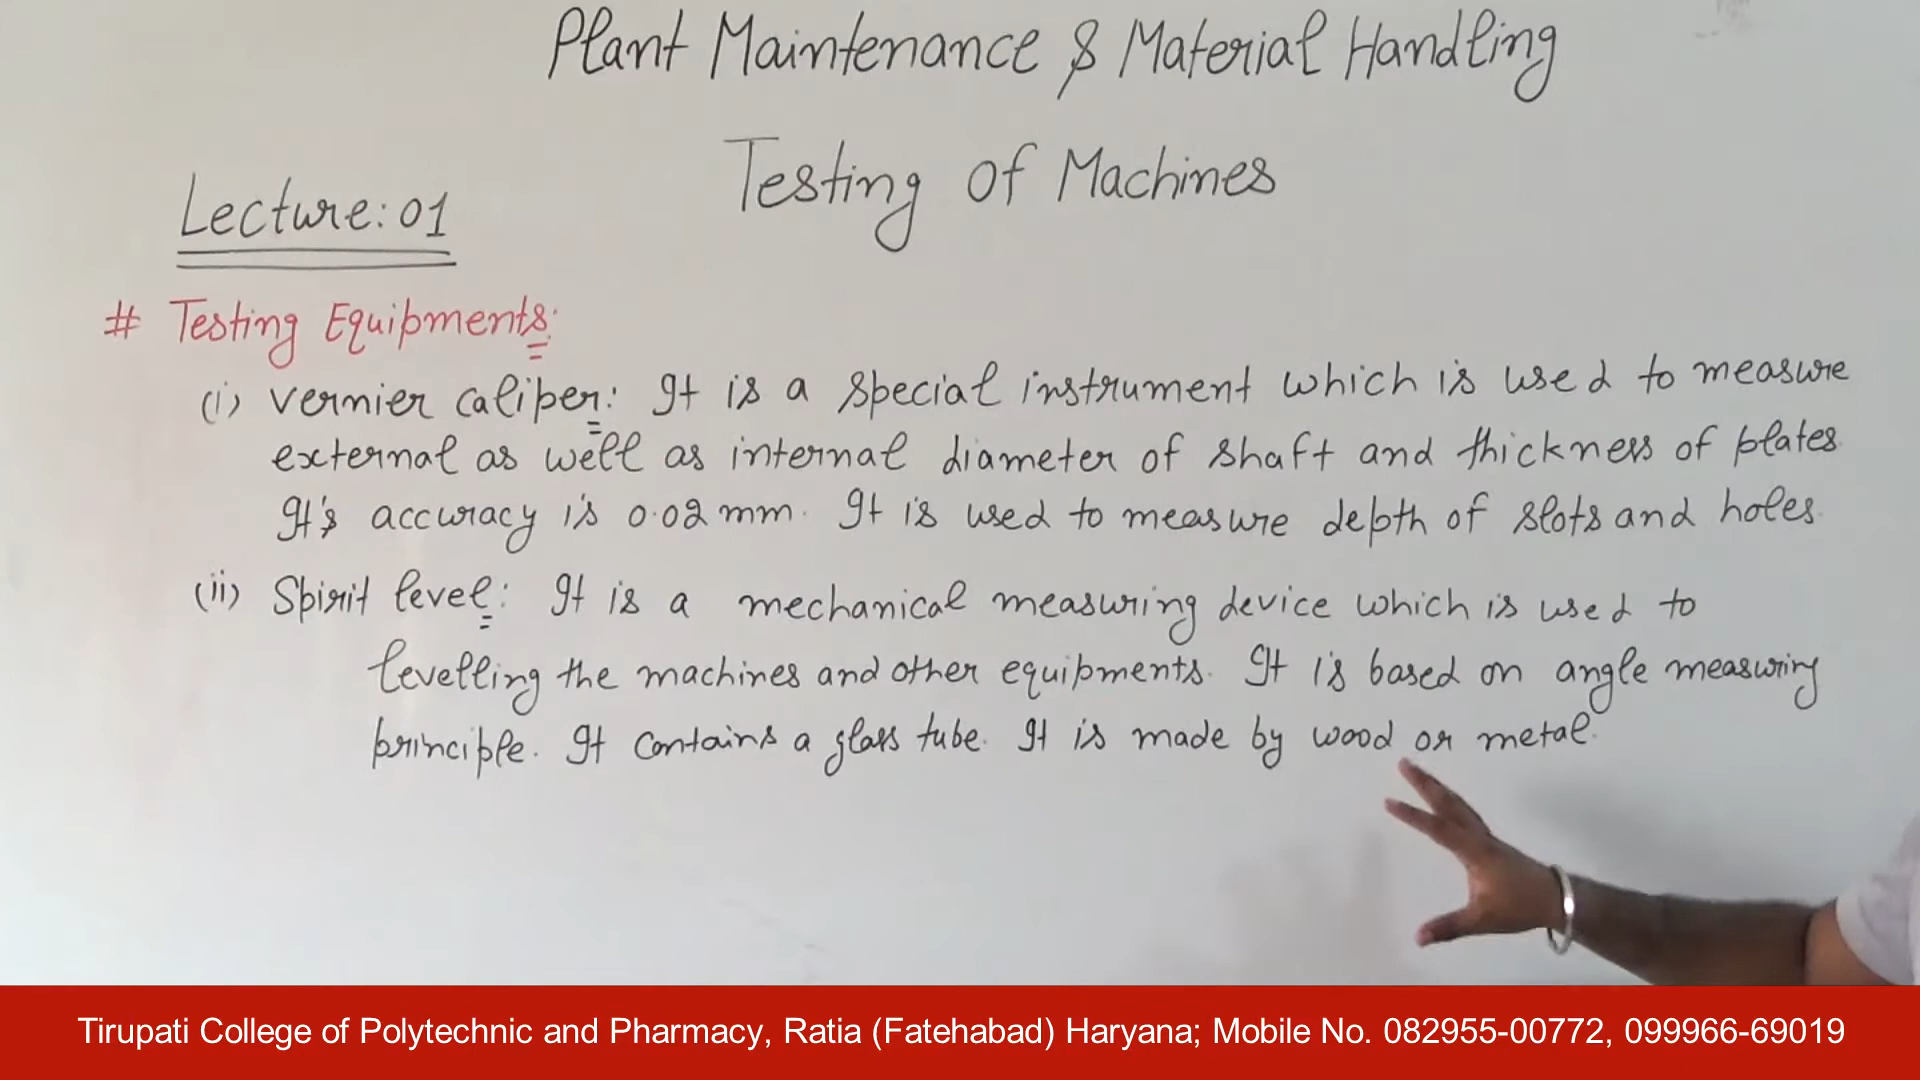 Plant Maintenance & Material Handling
Testing of Machines
Lecture: 01
# Testing Equipments:
(i) Vernier caliper: It is a special instrument which is used to measure
external as well as internal diameter of shaft and thickness of plates.
It's accuracy is 0.02 mm. It is used to measure depth of slots and holes.
(ii) Spirit level: It is a mechanical measuring device which is used to
levelling the machines and other equipments. It is based on angle measuring
principle. It contains a glass tube. It is made by wood or metal.
Tirupati College of Polytechnic and Pharmacy, Ratia (Fatehabad) Haryana; Mobile No. 082955-00772, 099966-69019